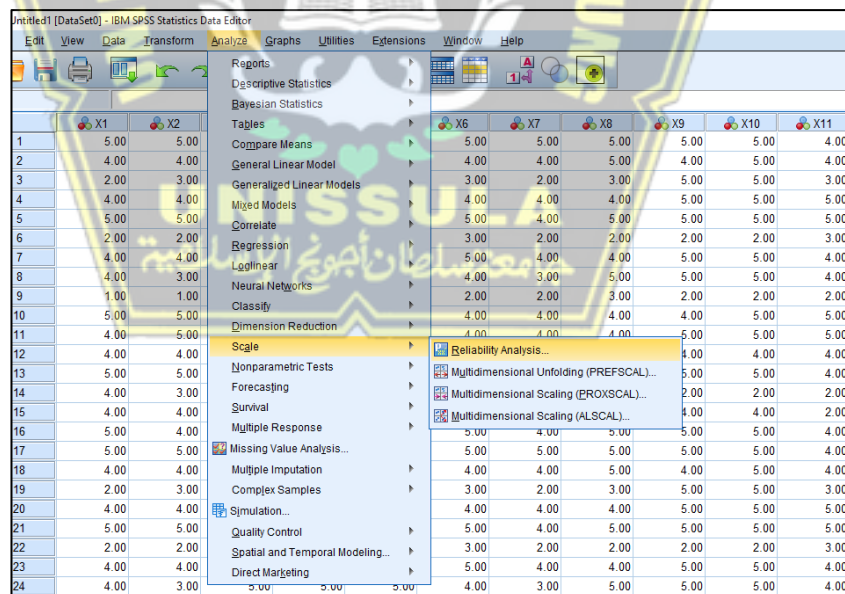 Untitled1 [DataSet0] - IBM SPSS Statistics Data Editor
Edit View Data Transform Analyze Graphs Utilities Extensions Window Help
Reports
Descriptive Statistics
Bayesian Statistics
Tables
Compare Means
General Linear Model
Generalized Linear Models
Mixed Models
Correlate
Regression
Loglinear
Neural Networks
Classify
Dimension Reduction
Scale
Nonparametric Tests
Forecasting
Survival
Multiple Response
Missing Value Analysis...
Multiple Imputation
Complex Samples
Simulation...
Quality Control
Spatial and Temporal Modeling...
Direct Marketing
Reliability Analysis...
Multidimensional Unfolding (PREFSCAL)...
Multidimensional Scaling (PROXSCAL)...
Multidimensional Scaling (ALSCAL)...
X1 X2 X6 X7 X8 X9 X10 X11
1 5.00 5.00 5.00 5.00 5.00 5.00 5.00 4.00
2 4.00 4.00 4.00 4.00 5.00 4.00 4.00 4.00
3 2.00 3.00 3.00 2.00 3.00 5.00 5.00 3.00
4 4.00 4.00 4.00 4.00 4.00 5.00 5.00 5.00
5 5.00 5.00 5.00 4.00 5.00 5.00 5.00 5.00
6 2.00 2.00 3.00 2.00 2.00 2.00 2.00 3.00
7 4.00 4.00 5.00 4.00 4.00 5.00 5.00 4.00
8 4.00 3.00 4.00 3.00 5.00 5.00 5.00 4.00
9 1.00 1.00 2.00 2.00 3.00 2.00 2.00 2.00
10 5.00 5.00 4.00 4.00 4.00 4.00 4.00 4.00
11 4.00 5.00 4.00 4.00 4.00 5.00 5.00 5.00
12 4.00 4.00 4.00 4.00 4.00
13 5.00 5.00 5.00 5.00 5.00
14 4.00 3.00 2.00 2.00 2.00
15 4.00 4.00 4.00 4.00 2.00
16 5.00 4.00 5.00 4.00 5.00 5.00 5.00 4.00
17 5.00 5.00 5.00 5.00 5.00 5.00 5.00 5.00
18 4.00 4.00 4.00 4.00 5.00 4.00 4.00 4.00
19 2.00 3.00 3.00 2.00 3.00 5.00 5.00 3.00
20 4.00 4.00 4.00 4.00 4.00 5.00 5.00 5.00
21 5.00 5.00 5.00 4.00 5.00 5.00 5.00 5.00
22 2.00 2.00 3.00 2.00 2.00 2.00 2.00 3.00
23 4.00 4.00 5.00 4.00 4.00 5.00 5.00 4.00
24 4.00 3.00 5.00 5.00 5.00 4.00 3.00 5.00 5.00 5.00 4.00
UNISSULA
جامعة سلطان أجونج الإسلامية